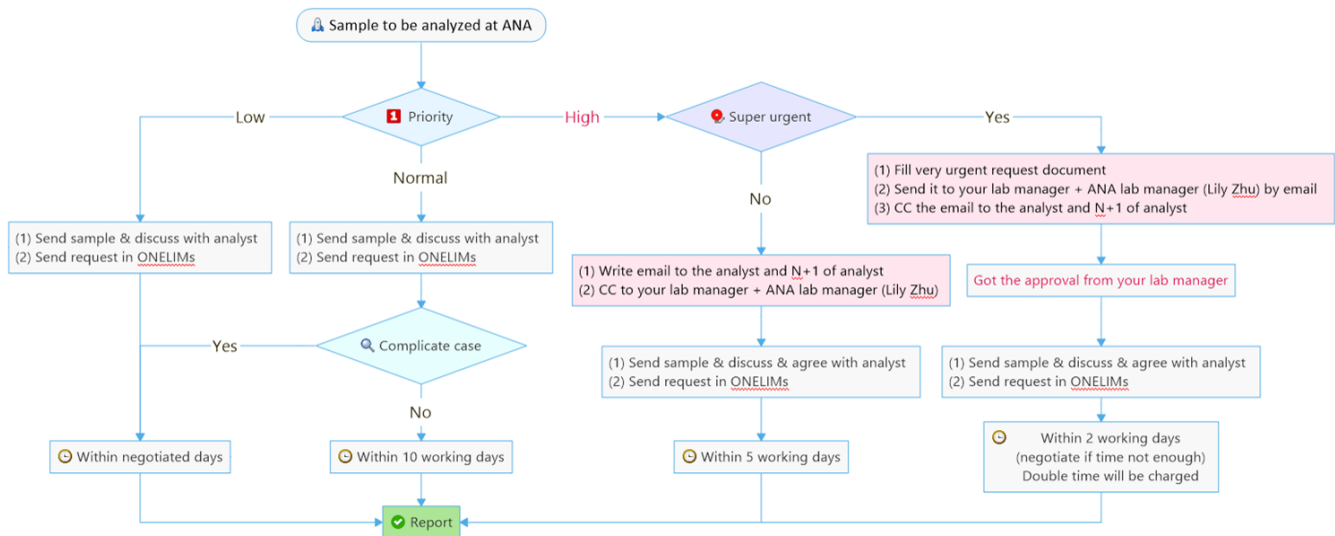 Sample to be analyzed at ANA
1 Priority
Low
High
Super urgent
Yes
Normal
No
(1) Fill very urgent request document
(2) Send it to your lab manager + ANA lab manager (Lily Zhu) by email
(3) CC the email to the analyst and N+1 of analyst
(1) Send sample & discuss with analyst
(2) Send request in ONELIMs
(1) Send sample & discuss with analyst
(2) Send request in ONELIMs
(1) Write email to the analyst and N+1 of analyst
(2) CC to your lab manager + ANA lab manager (Lily Zhu)
Got the approval from your lab manager
Yes
Complicate case
No
(1) Send sample & discuss & agree with analyst
(2) Send request in ONELIMs
(1) Send sample & discuss & agree with analyst
(2) Send request in ONELIMs
Within negotiated days
Within 10 working days
Within 5 working days
Within 2 working days
(negotiate if time not enough)
Double time will be charged
Report